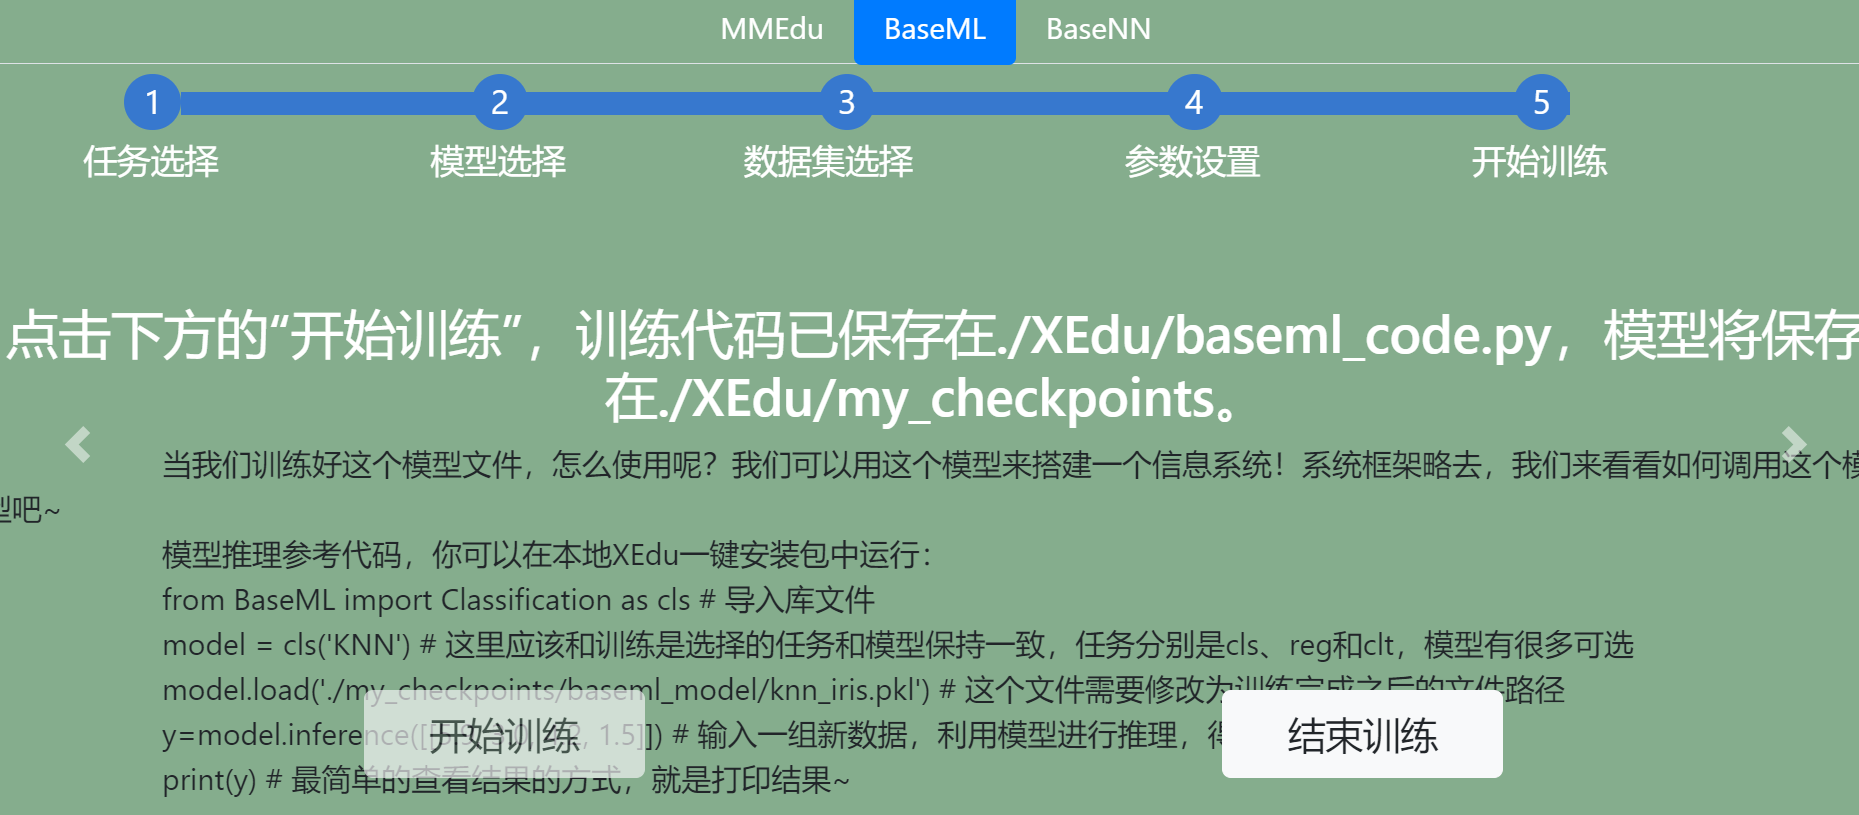 MMEdu BaseML BaseNN
1 2 3 4 5
任务选择 模型选择 数据集选择 参数设置 开始训练
点击下方的“开始训练”，训练代码已保存在./XEdu/baseml_code.py，模型将保存
在./XEdu/my_checkpoints。
当我们训练好这个模型文件，怎么使用呢？我们可以用这个模型来搭建一个信息系统！系统框架略去，我们来看看如何调用这个模
型吧~
模型推理参考代码，你可以在本地XEdu一键安装包中运行：
from BaseML import Classification as cls # 导入库文件
model = cls('KNN') # 这里应该和训练是选择的任务和模型保持一致，任务分别是cls、reg和clt，模型有很多可选
model.load('./my_checkpoints/baseml_model/knn_iris.pkl') # 这个文件需要修改为训练完成之后的文件路径
y=model.inference([[ 1.5]]) # 输入一组新数据，利用模型进行推理，得
print(y) # 最简单的查看结果的方式，就是打印结果~
开始训练 结束训练